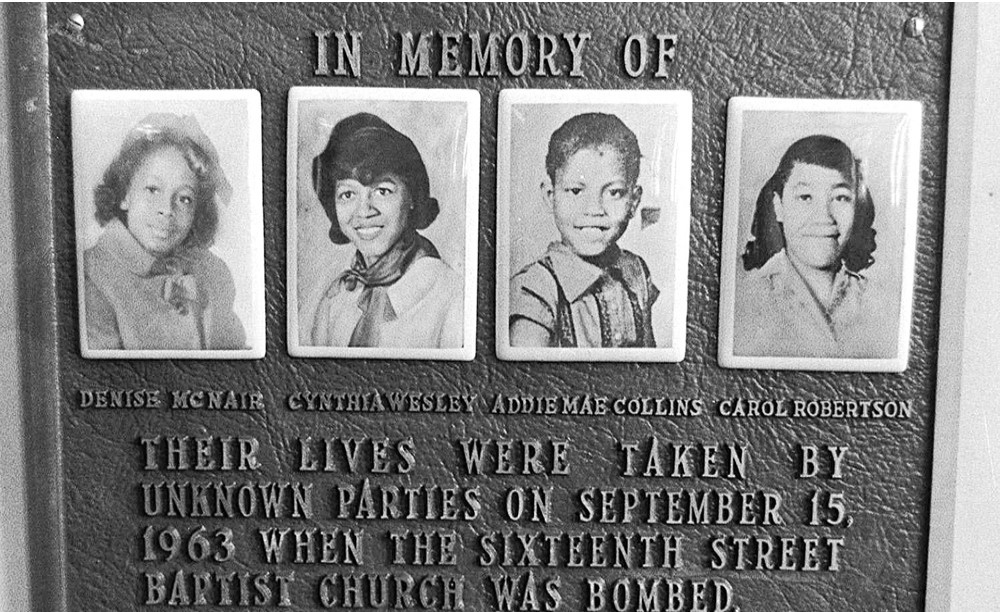 IN MEMORY OF
DENISE MCNAIR CYNTHIA WESLEY ADDIE MAE COLLINS CAROL ROBERTSON
THEIR LIVES WERE TAKEN BY
UNKNOWN PARTIES ON SEPTEMBER 15,
1963 WHEN THE SIXTEENTH STREET
BAPTIST CHURCH WAS BOMBED.